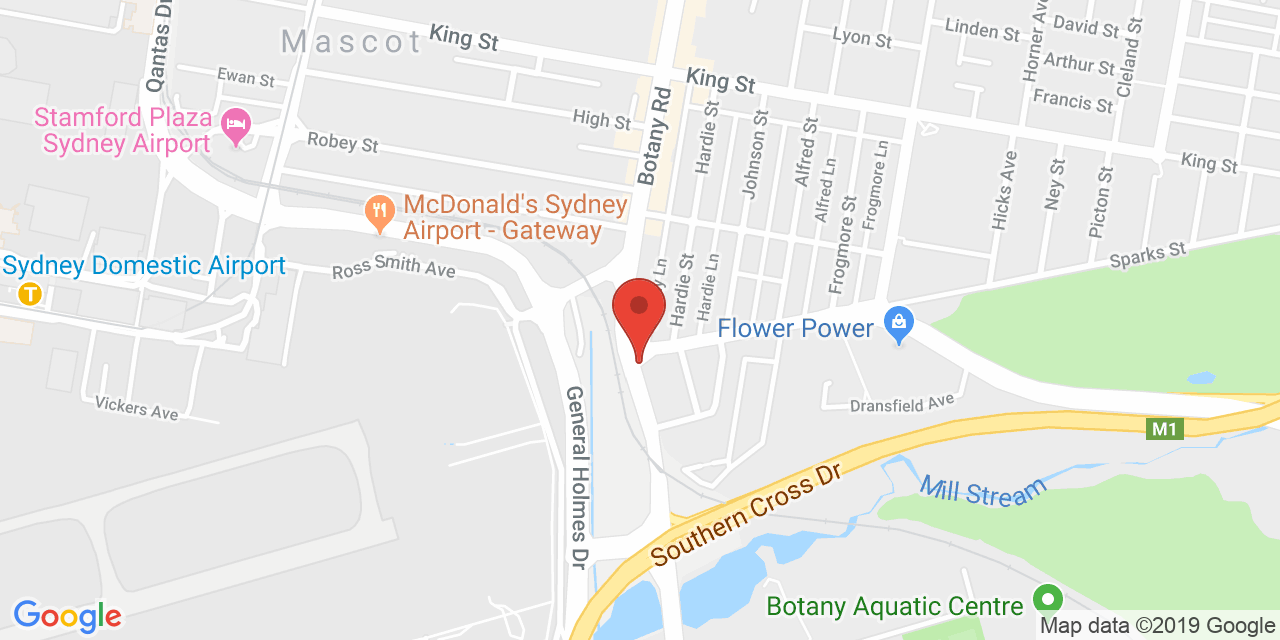 Qantas Dr
Mascot
King St
Botany Rd
King St
Lyon St
Linden St
Horner Ave
David St
Cleland St
Arthur St
Francis St
Ewan St
High St
Hardie St
Johnson St
Alfred St
Alfred Ln
Frogmore St
Frogmore Ln
Hicks Ave
Ney St
Picton St
King St
Stamford Plaza
Sydney Airport
Robey St
McDonald's Sydney
Airport - Gateway
Sydney Domestic Airport
T
Ross Smith Ave
Ln
Hardie St
Hardie Ln
Sparks St
Flower Power
Vickers Ave
General Holmes Dr
Dransfield Ave
M1
Southern Cross Dr
Mill Stream
Botany Aquatic Centre
Google
Map data ©2019 Google